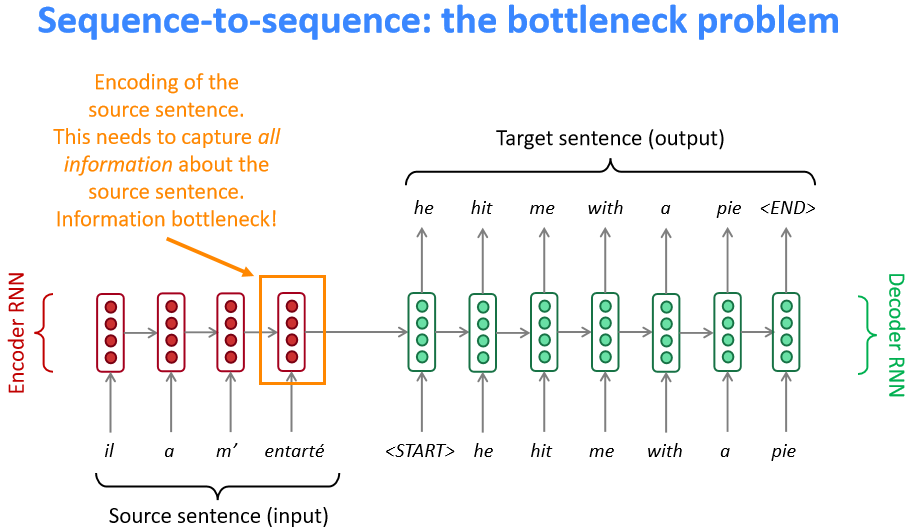 Sequence-to-sequence: the bottleneck problem
Encoding of the
source sentence.
This needs to capture all
information about the
source sentence.
Information bottleneck!
Target sentence (output)
he hit me with a pie <END>
Encoder RNN
Decoder RNN
il a m’ entarté
<START> he hit me with a pie
Source sentence (input)